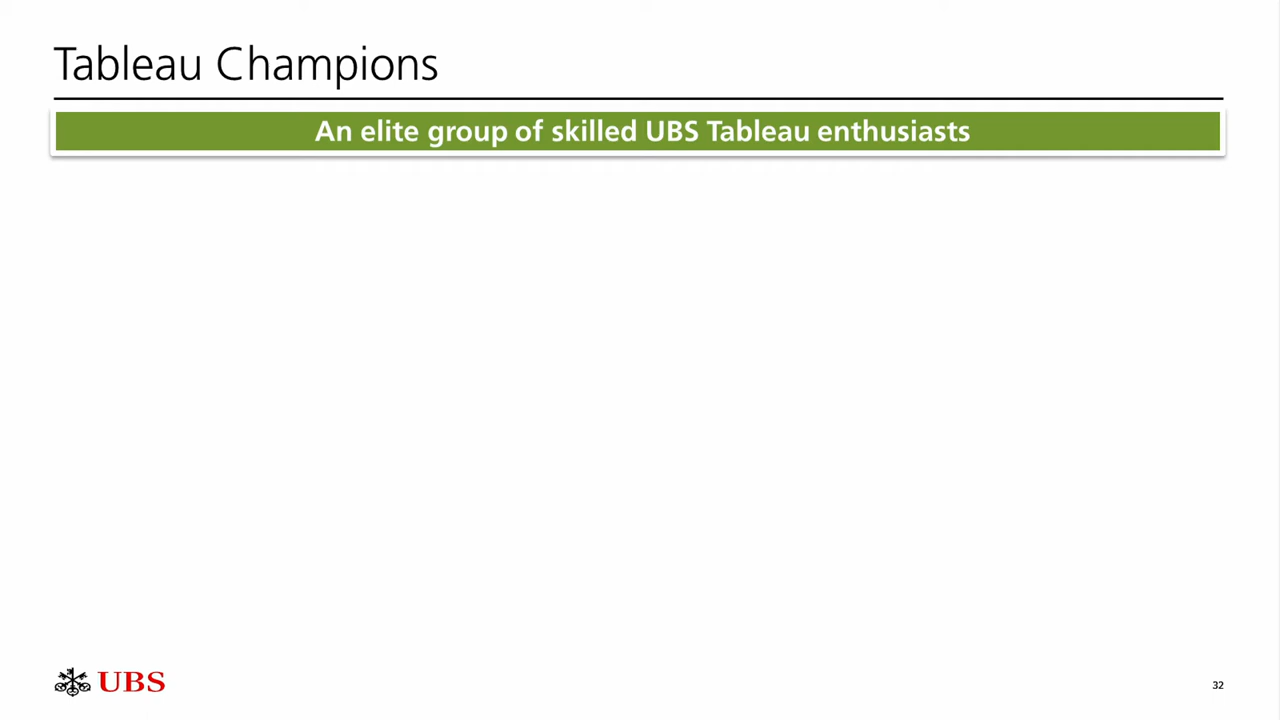 Tableau Champions
An elite group of skilled UBS Tableau enthusiasts
UBS
32